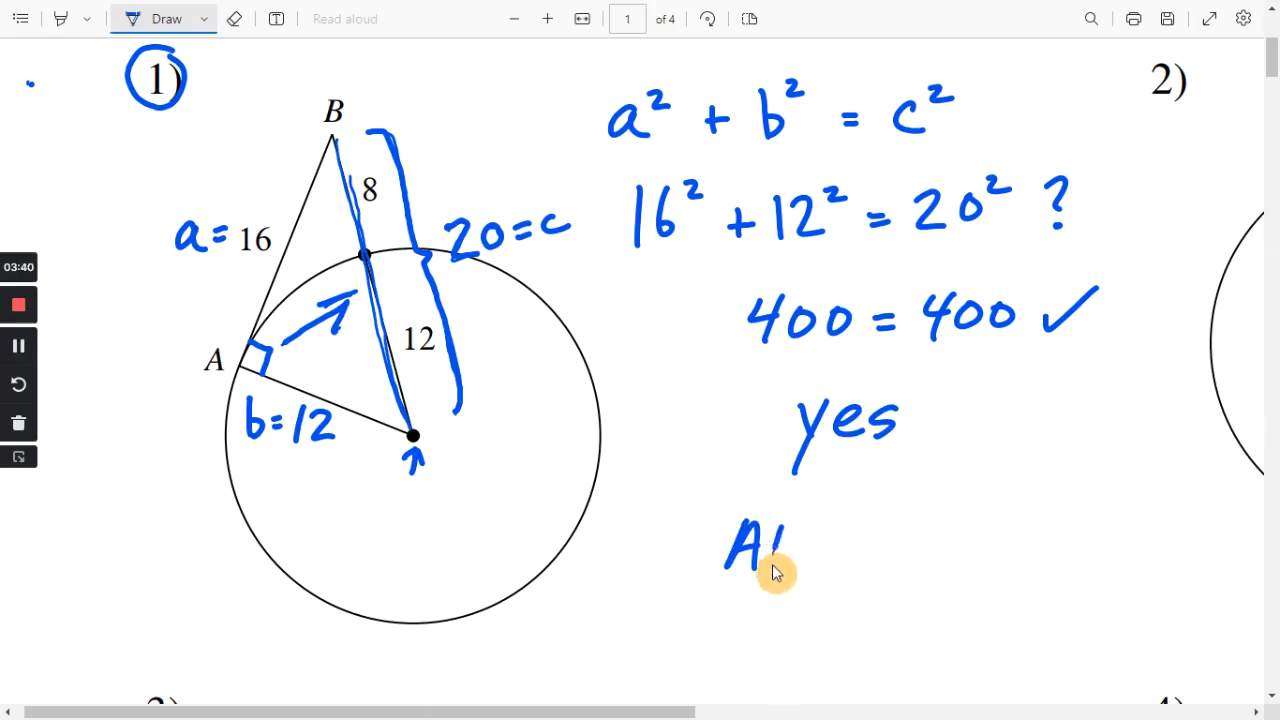 Draw
Read aloud
1 of 4
1)
2)
B
8
a = 16
20 = c
12
A
b = 12
a² + b² = c²
16² + 12² = 20² ?
400 = 400 ✓
yes
A
03:40